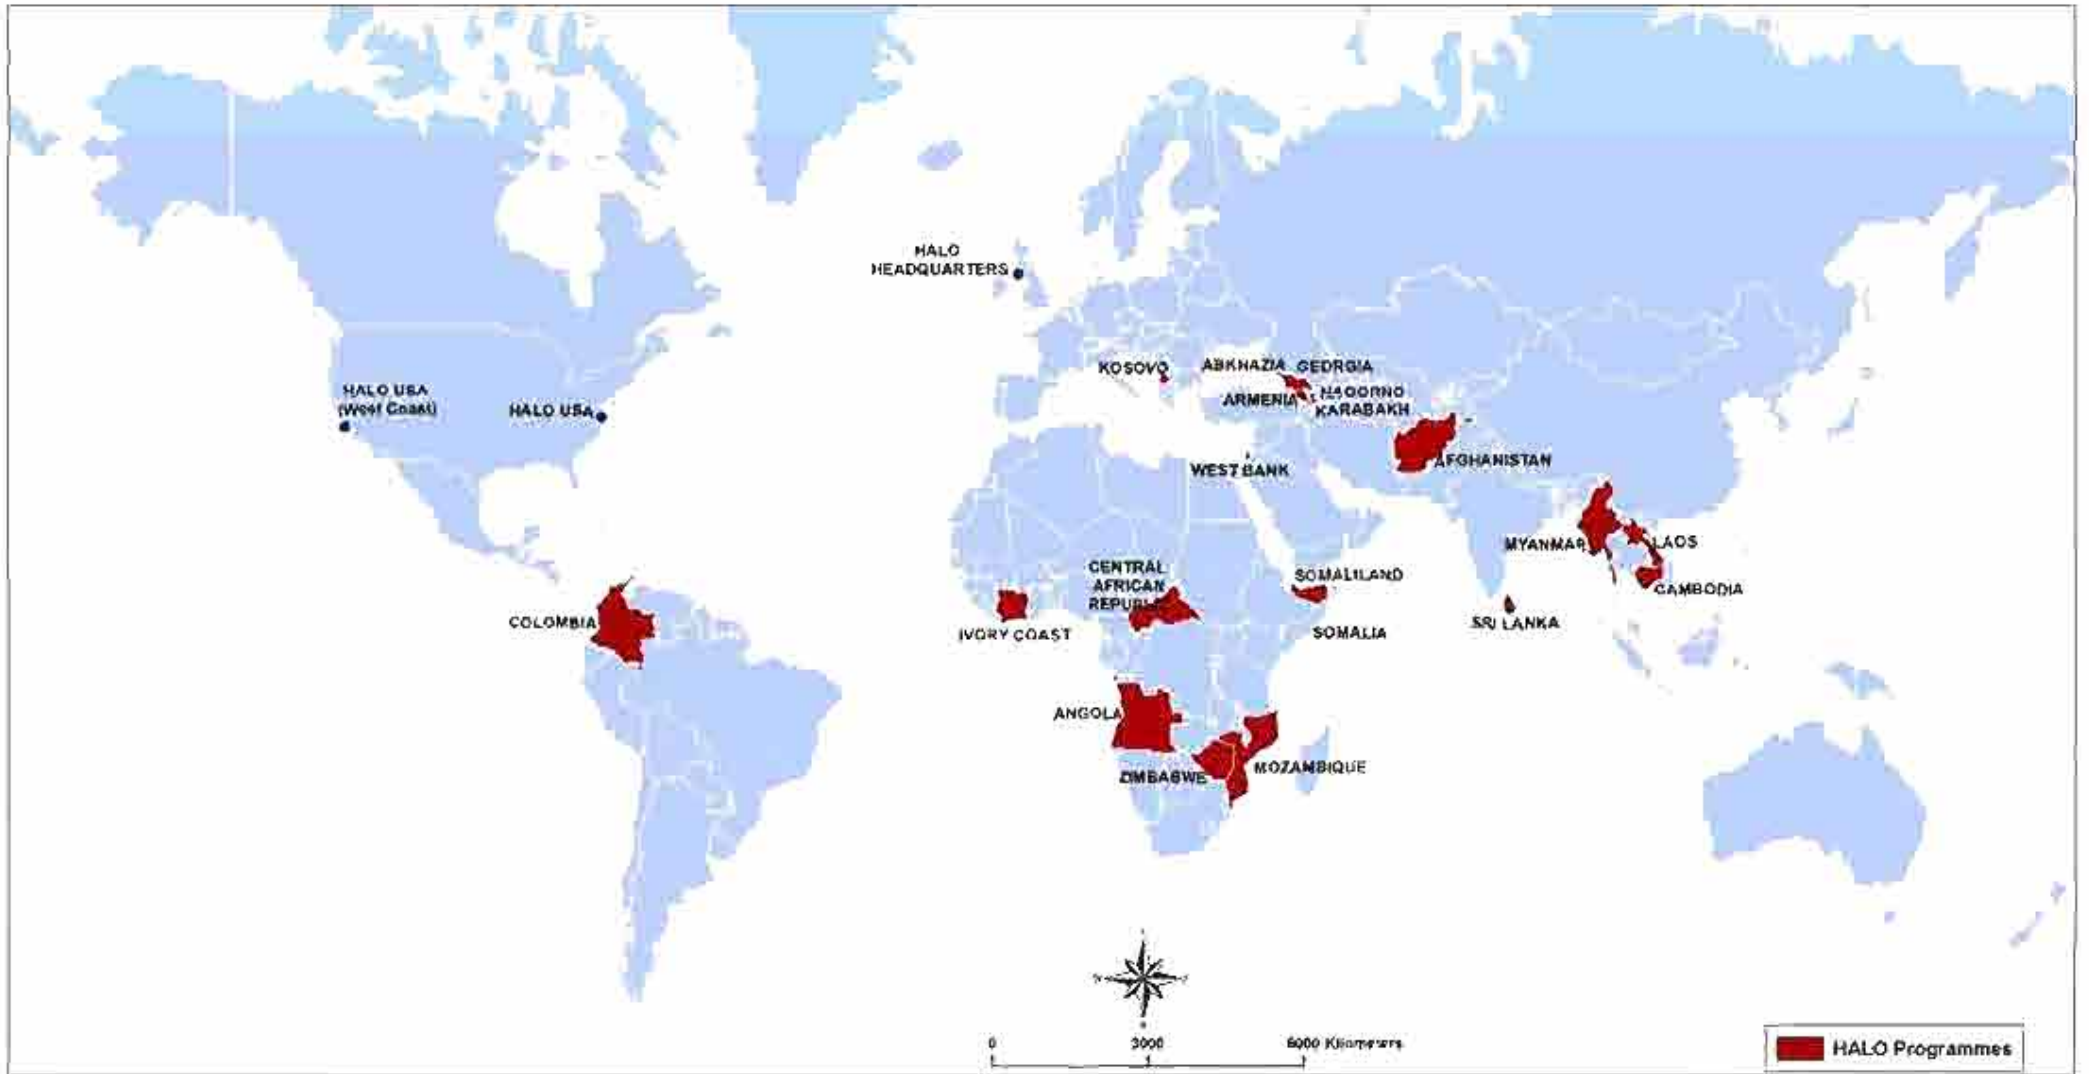 HALO
HEADQUARTERS
HALO USA
(West Coast)
HALO USA
KOSOVO
ABKHAZIA
GEORGIA
ARMENIA
NAGORNO
KARABAKH
AFGHANISTAN
WEST BANK
MYANMAR
LAOS
CAMBODIA
SRI LANKA
CENTRAL
AFRICAN
REPUBLIC
SOMALILAND
SOMALIA
IVORY COAST
COLOMBIA
ANGOLA
ZIMBABWE
MOZAMBIQUE
0 3000 6000 Kilometers
HALO Programmes